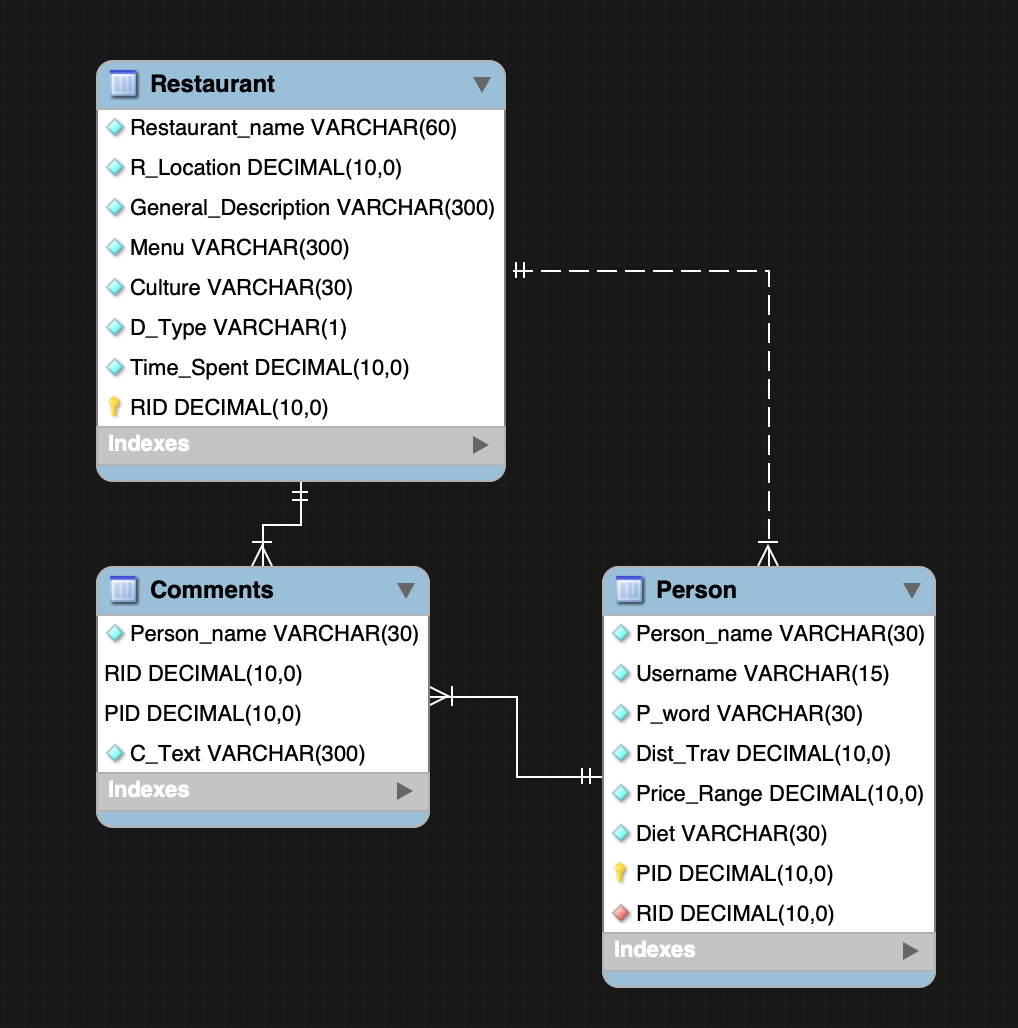 Restaurant
Restaurant_name VARCHAR(60)
R_Location DECIMAL(10,0)
General_Description VARCHAR(300)
Menu VARCHAR(300)
Culture VARCHAR(30)
D_Type VARCHAR(1)
Time_Spent DECIMAL(10,0)
RID DECIMAL(10,0)
Indexes
Comments
Person_name VARCHAR(30)
RID DECIMAL(10,0)
PID DECIMAL(10,0)
C_Text VARCHAR(300)
Indexes
Person
Person_name VARCHAR(30)
Username VARCHAR(15)
P_word VARCHAR(30)
Dist_Trav DECIMAL(10,0)
Price_Range DECIMAL(10,0)
Diet VARCHAR(30)
PID DECIMAL(10,0)
RID DECIMAL(10,0)
Indexes